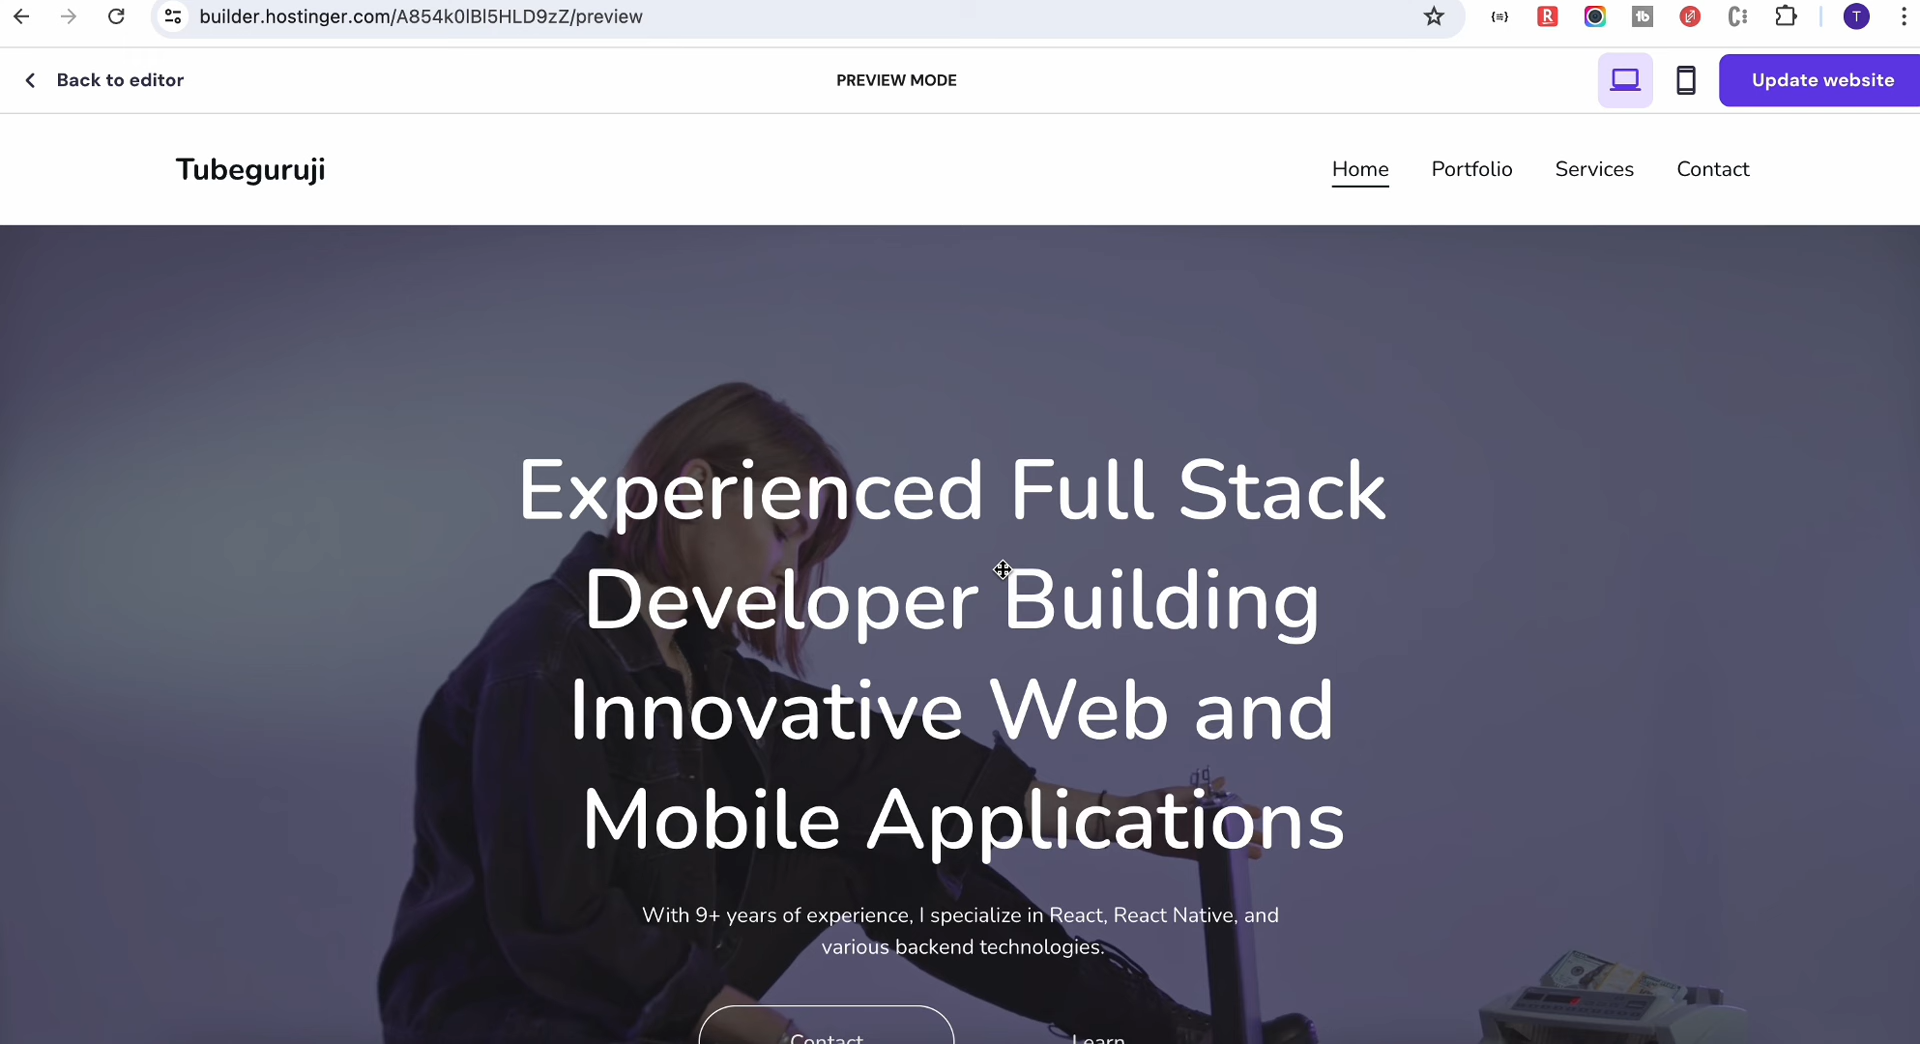 builder.hostinger.com/A854k0lBl5HLD9zZ/preview
T
Back to editor
PREVIEW MODE
Update website
Tubeguruji
Home
Portfolio
Services
Contact
Experienced Full Stack
Developer Building
Innovative Web and
Mobile Applications
With 9+ years of experience, I specialize in React, React Native, and
various backend technologies.
Contact
Learn